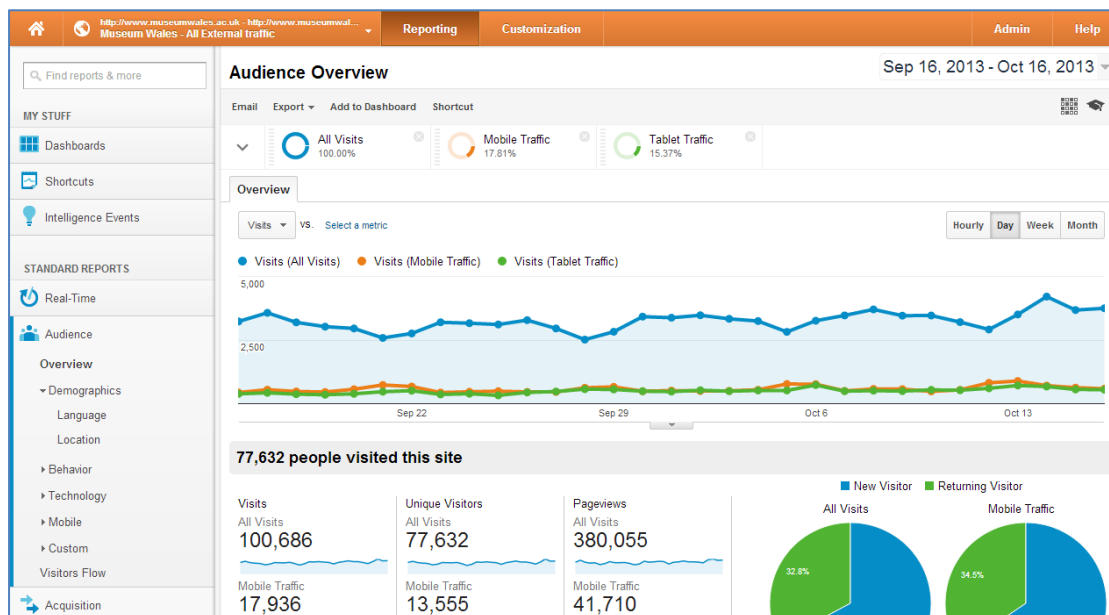 http://www.museumwales.ac.uk - http://www.museumwal...
Museum Wales - All External traffic
Reporting
Customization
Admin
Help
Find reports & more
MY STUFF
Dashboards
Shortcuts
Intelligence Events
STANDARD REPORTS
Real-Time
Audience
Overview
Demographics
Language
Location
Behavior
Technology
Mobile
Custom
Visitors Flow
Acquisition
Audience Overview
Sep 16, 2013 - Oct 16, 2013
Email Export Add to Dashboard Shortcut
All Visits
100.00%
Mobile Traffic
17.81%
Tablet Traffic
15.37%
Overview
Visits VS. Select a metric
Hourly Day Week Month
Visits (All Visits) Visits (Mobile Traffic) Visits (Tablet Traffic)
5,000
2,500
Sep 22 Sep 29 Oct 6 Oct 13
77,632 people visited this site
Visits
All Visits
100,686
Mobile Traffic
17,936
Unique Visitors
All Visits
77,632
Mobile Traffic
13,555
Pageviews
All Visits
380,055
Mobile Traffic
41,710
New Visitor Returning Visitor
All Visits
32.8%
Mobile Traffic
34.5%